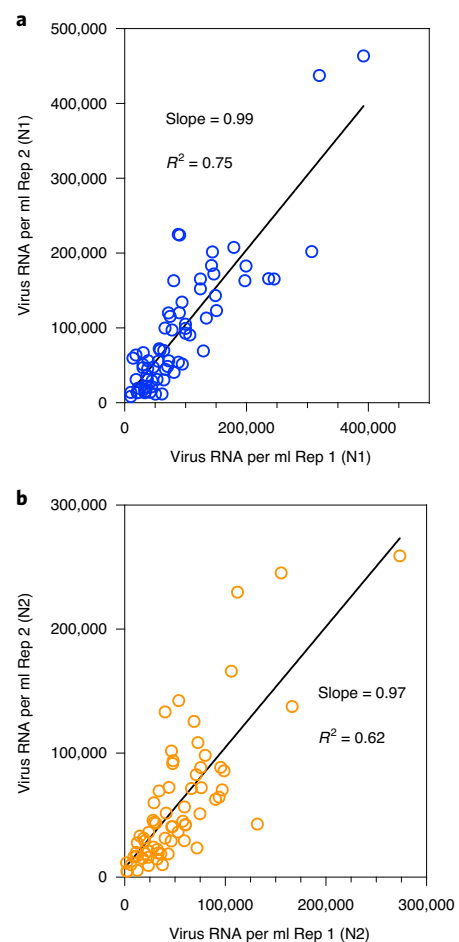 a
500,000
400,000
300,000
200,000
100,000
0
Virus RNA per ml Rep 2 (N1)
Slope = 0.99
R² = 0.75
0
200,000
400,000
Virus RNA per ml Rep 1 (N1)
b
300,000
200,000
100,000
0
Virus RNA per ml Rep 2 (N2)
Slope = 0.97
R² = 0.62
0
100,000
200,000
300,000
Virus RNA per ml Rep 1 (N2)